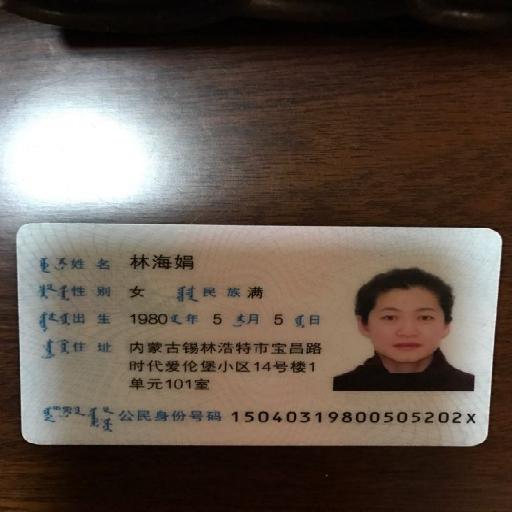 姓名 林海娟
性别 女 民族 满
出生 1980 年 5 月 5 日
住址 内蒙古锡林浩特市宝昌路
时代爱伦堡小区14号楼1
单元101室
公民身份号码 15040319800505202X